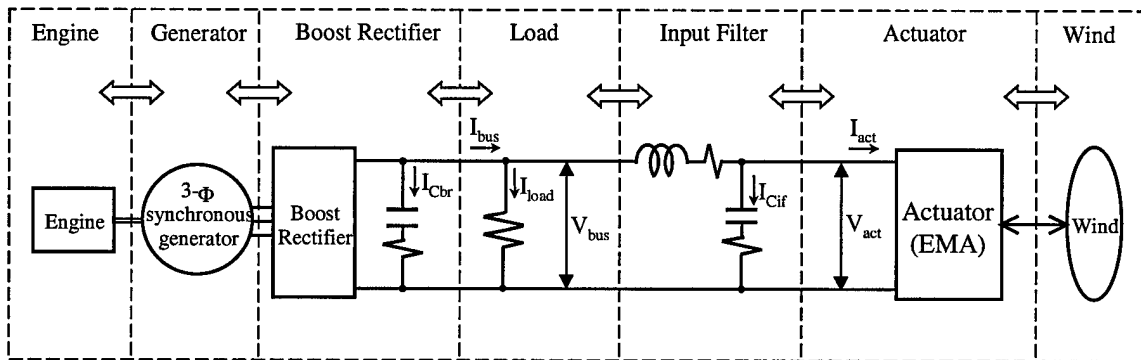 Engine
Generator
Boost Rectifier
Load
Input Filter
Actuator
Wind
I_bus
I_act
Engine
3-Φ
synchronous
generator
Boost
Rectifier
I_Cbr
I_load
V_bus
I_Cif
V_act
Actuator
(EMA)
Wind